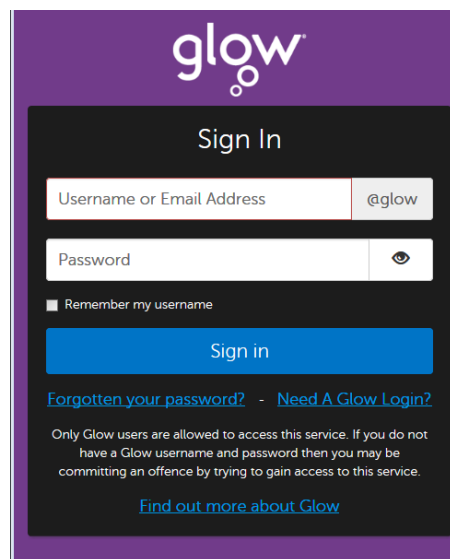 glow
Sign In
Username or Email Address @glow
Password
Remember my username
Sign in
Forgotten your password? - Need A Glow Login?
Only Glow users are allowed to access this service. If you do not
have a Glow username and password then you may be
committing an offence by trying to gain access to this service.
Find out more about Glow